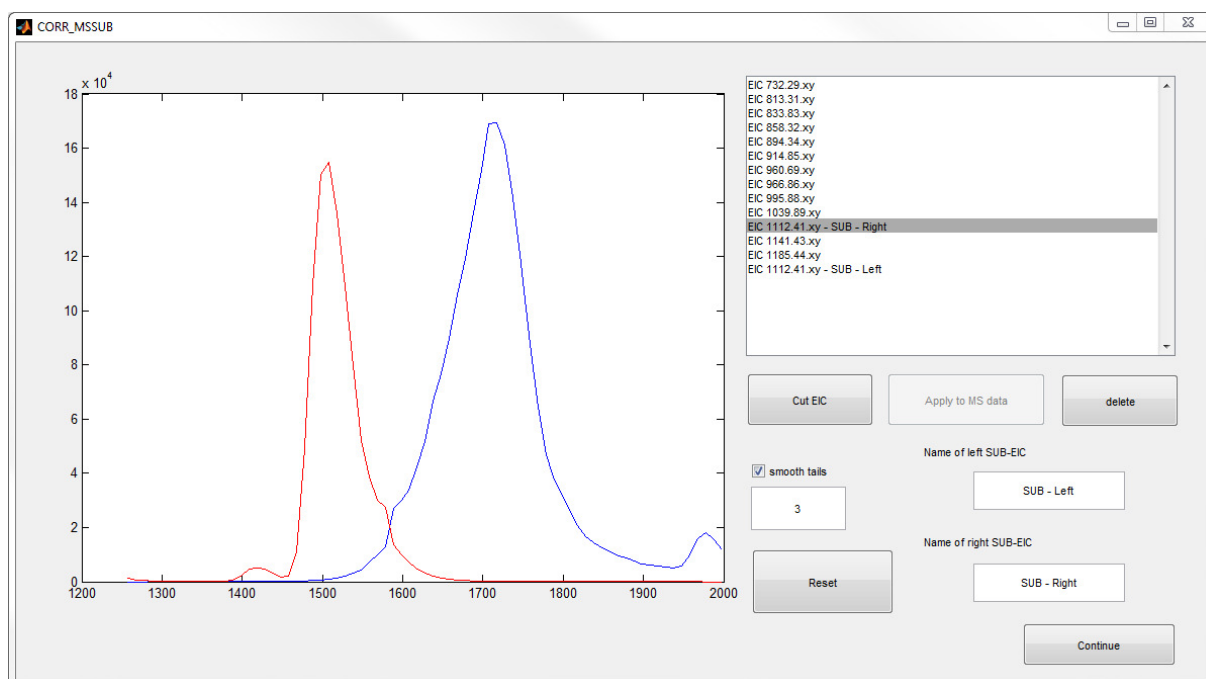 CORR_MSSUB
x 10^4
18
16
14
12
10
8
6
4
2
0
1200 1300 1400 1500 1600 1700 1800 1900 2000
EIC 732.29.xy
EIC 813.31.xy
EIC 833.83.xy
EIC 858.32.xy
EIC 894.34.xy
EIC 914.85.xy
EIC 960.69.xy
EIC 966.86.xy
EIC 995.88.xy
EIC 1039.89.xy
EIC 1112.41.xy - SUB - Right
EIC 1141.43.xy
EIC 1185.44.xy
EIC 1112.41.xy - SUB - Left
Cut EIC
Apply to MS data
delete
smooth tails
3
Name of left SUB-EIC
SUB - Left
Name of right SUB-EIC
SUB - Right
Reset
Continue